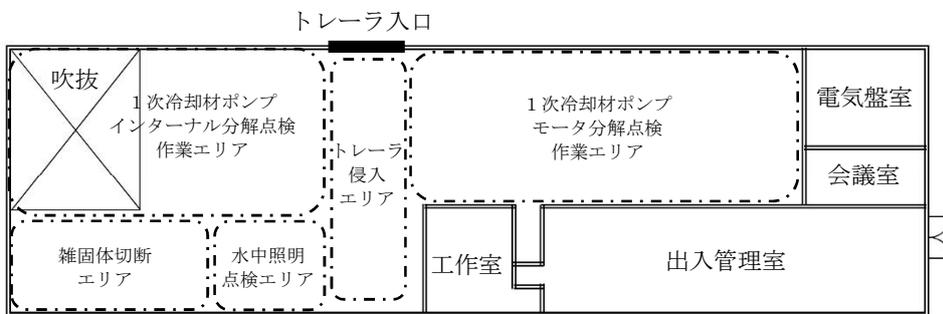 トレーラ入口
吹抜
１次冷却材ポンプ
インターナル分解点検
作業エリア
トレーラ
侵入
エリア
１次冷却材ポンプ
モータ分解点検
作業エリア
電気盤室
会議室
雑固体切断
エリア
水中照明
点検エリア
工作室
出入管理室